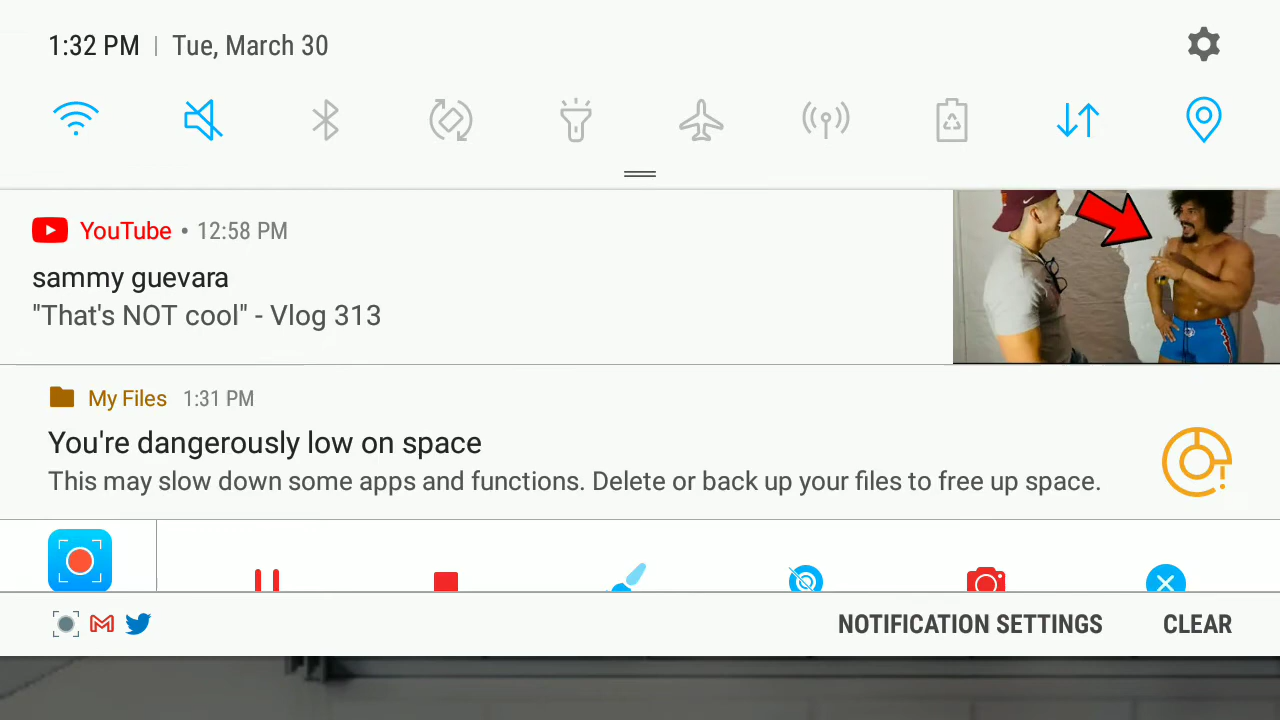 1:32 PM | Tue, March 30
YouTube • 12:58 PM
sammy guevara
"That's NOT cool" - Vlog 313
My Files 1:31 PM
You're dangerously low on space
This may slow down some apps and functions. Delete or back up your files to free up space.
NOTIFICATION SETTINGS CLEAR